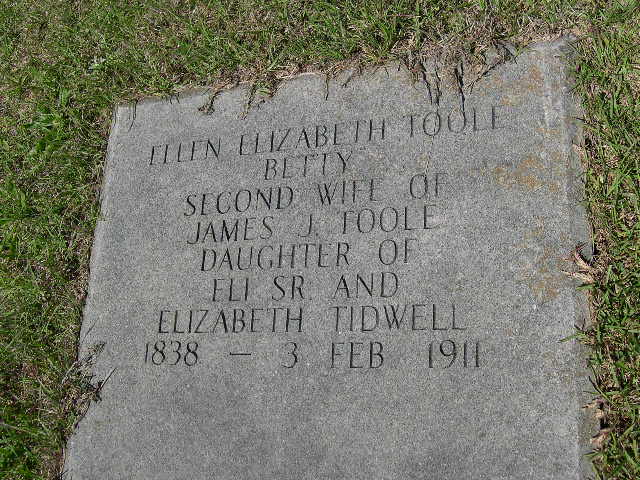 ELLEN ELIZABETH TOOLE
BETTY
SECOND WIFE OF
JAMES J. TOOLE
DAUGHTER OF
ELI SR. AND
ELIZABETH TIDWELL
1838 — 3 FEB 1911